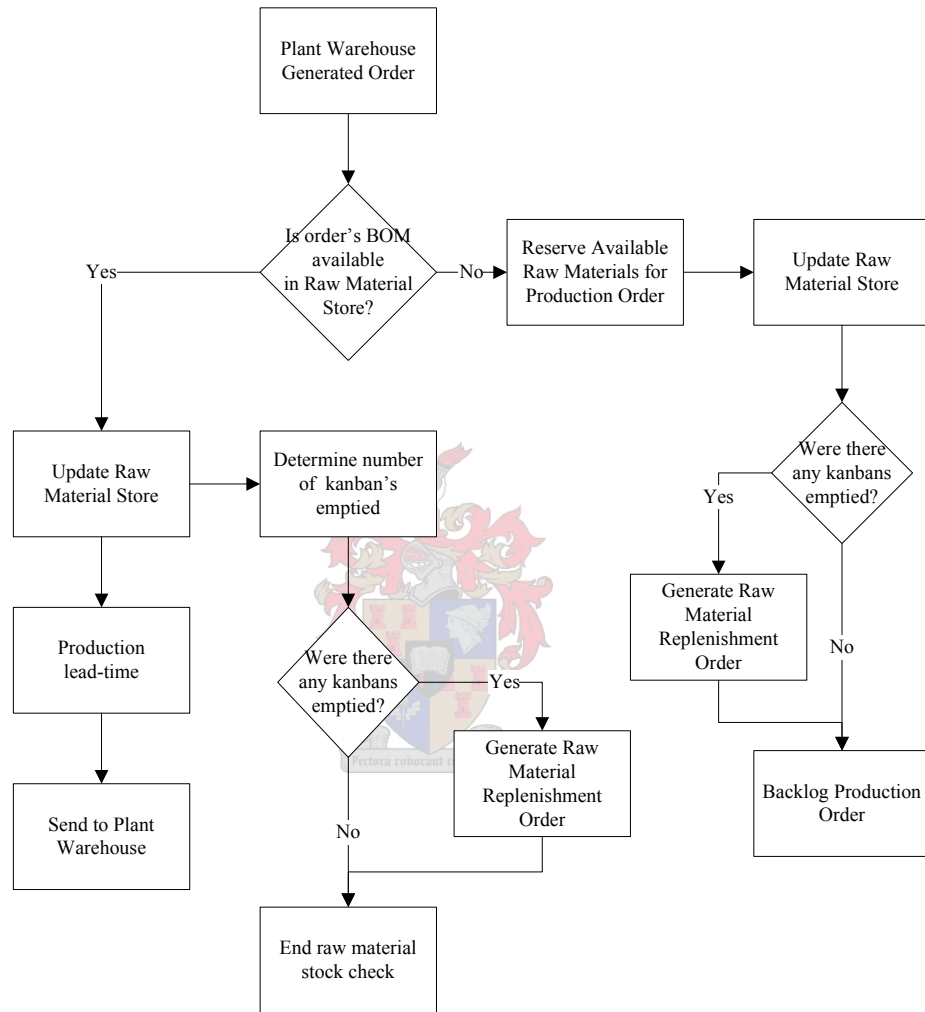 Plant Warehouse
Generated Order
Is order's BOM
available
in Raw Material
Store?
Yes
No
Reserve Available
Raw Materials for
Production Order
Update Raw
Material Store
Update Raw
Material Store
Determine number
of kanban's
emptied
Were there
any kanbans
emptied?
Yes
Generate Raw
Material
Replenishment
Order
No
Production
lead-time
Were there
any kanbans
emptied?
Yes
Generate Raw
Material
Replenishment
Order
No
Send to Plant
Warehouse
Backlog Production
Order
End raw material
stock check
Pectora roborant